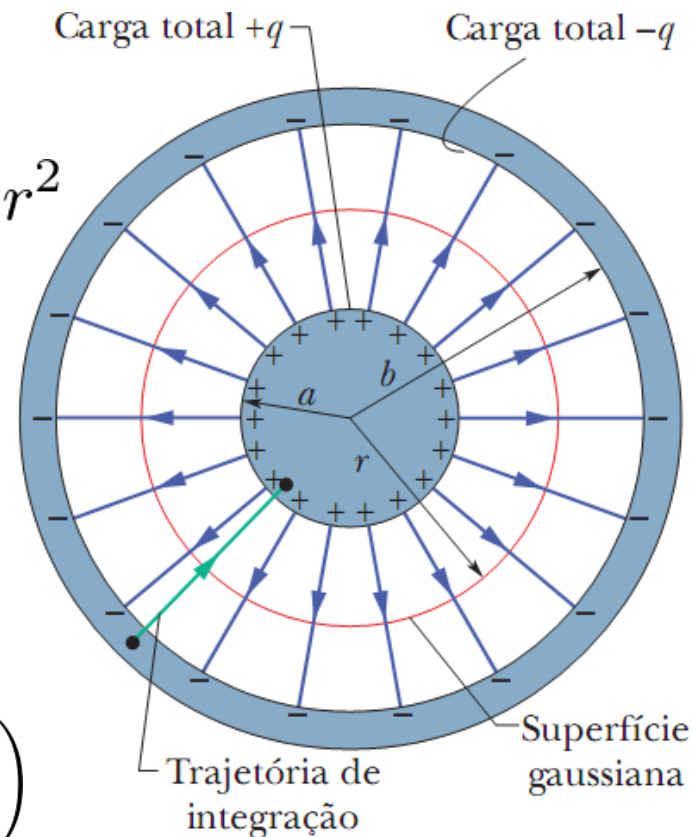 Carga total +q
Carga total –q
r²
b
a
r
Superfície
gaussiana
)
Trajetória de
integração